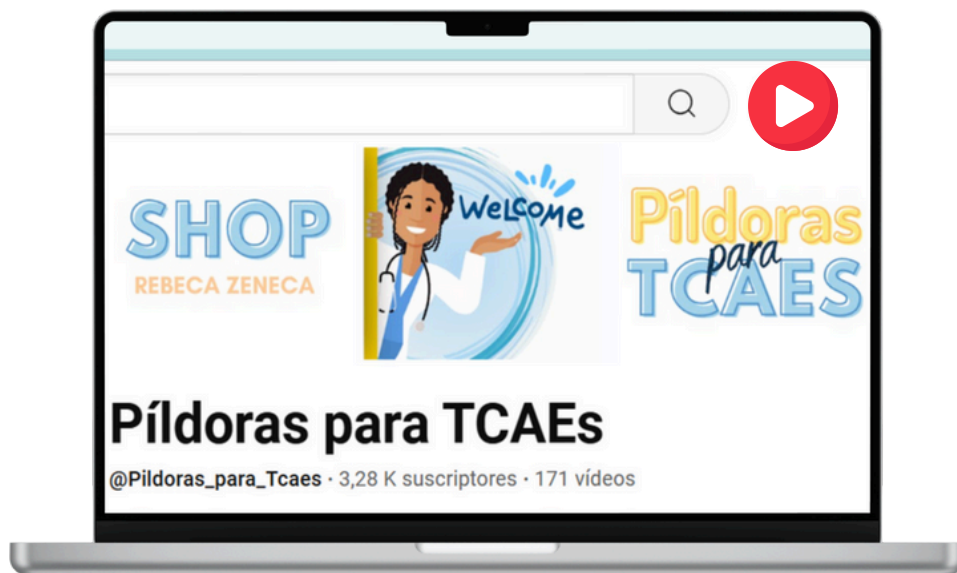 SHOP
REBECA ZENECA
WELCOME
Píldoras
para
TCAES
Píldoras para TCAEs
@Pildoras_para_Tcaes · 3,28 K suscriptores · 171 vídeos